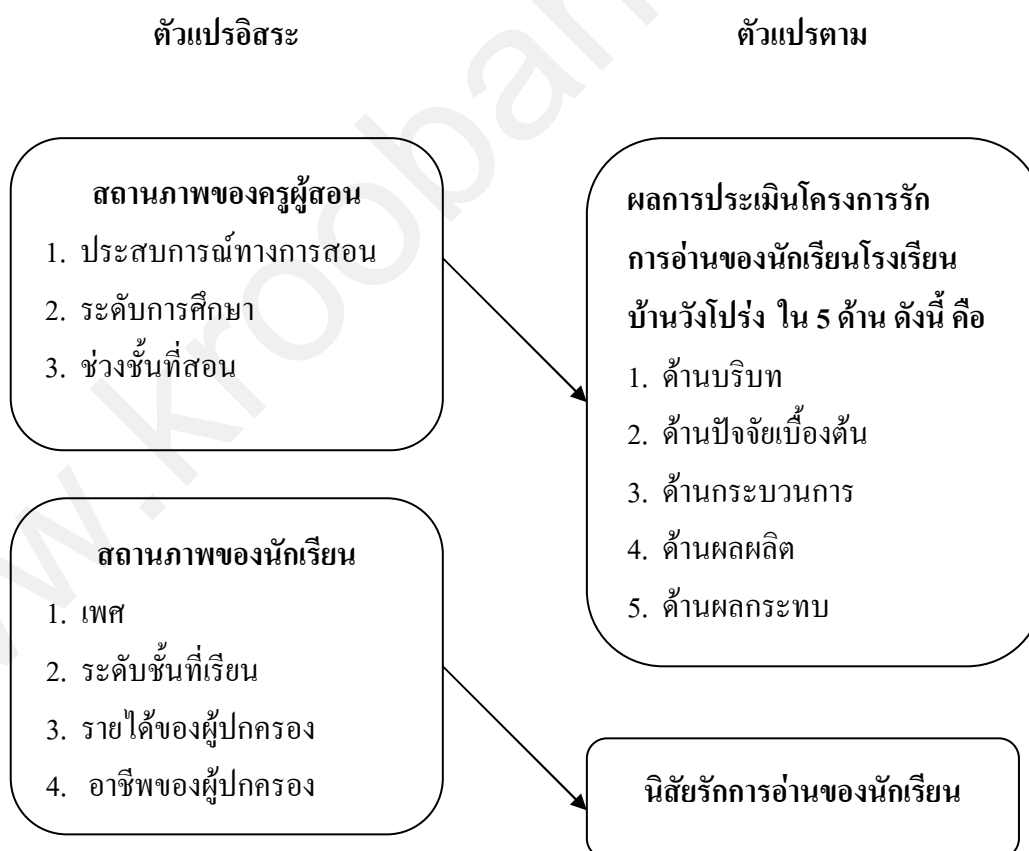 ตัวแปรอิสระ
ตัวแปรตาม
สถานภาพของครูผู้สอน
1. ประสบการณ์ทางการสอน
2. ระดับการศึกษา
3. ช่วงชั้นที่สอน
สถานภาพของนักเรียน
1. เพศ
2. ระดับชั้นที่เรียน
3. รายได้ของผู้ปกครอง
4. อาชีพของผู้ปกครอง
ผลการประเมินโครงการรัก
การอ่านของนักเรียนโรงเรียน
บ้านวังโปร่ง ใน 5 ด้าน ดังนี้ คือ
1. ด้านบริบท
2. ด้านปัจจัยเบื้องต้น
3. ด้านกระบวนการ
4. ด้านผลผลิต
5. ด้านผลกระทบ
นิสัยรักการอ่านของนักเรียน
w.krooban